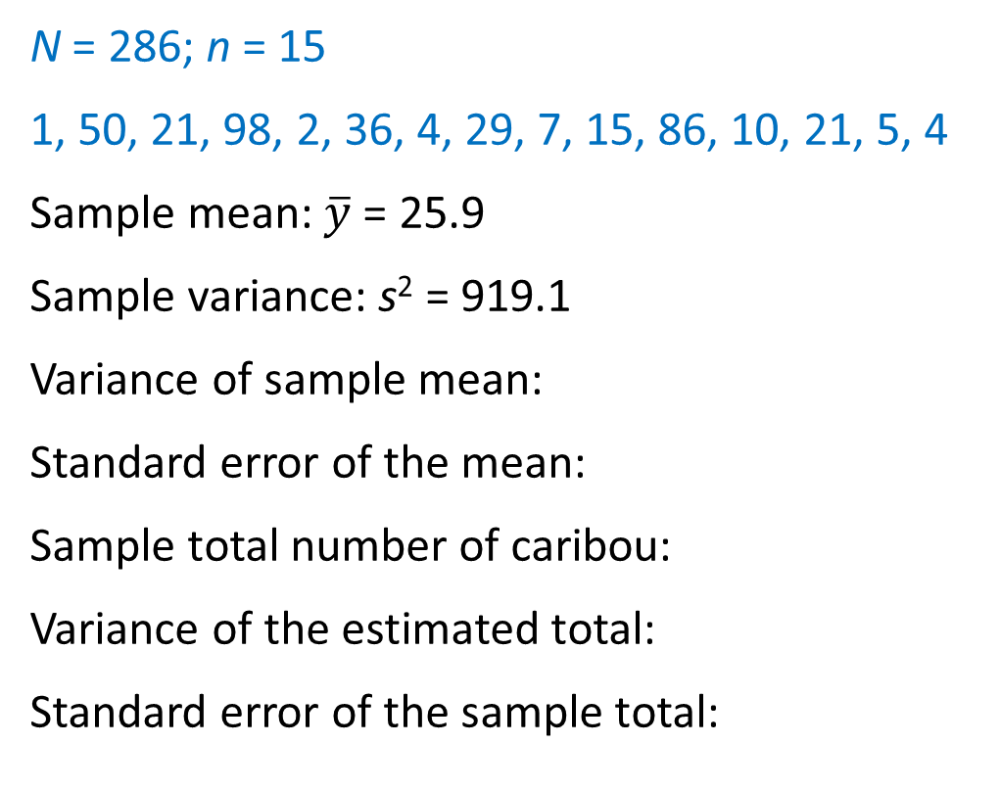 N = 286; n = 15
1, 50, 21, 98, 2, 36, 4, 29, 7, 15, 86, 10, 21, 5, 4
Sample mean: ȳ = 25.9
Sample variance: s² = 919.1
Variance of sample mean:
Standard error of the mean:
Sample total number of caribou:
Variance of the estimated total:
Standard error of the sample total: